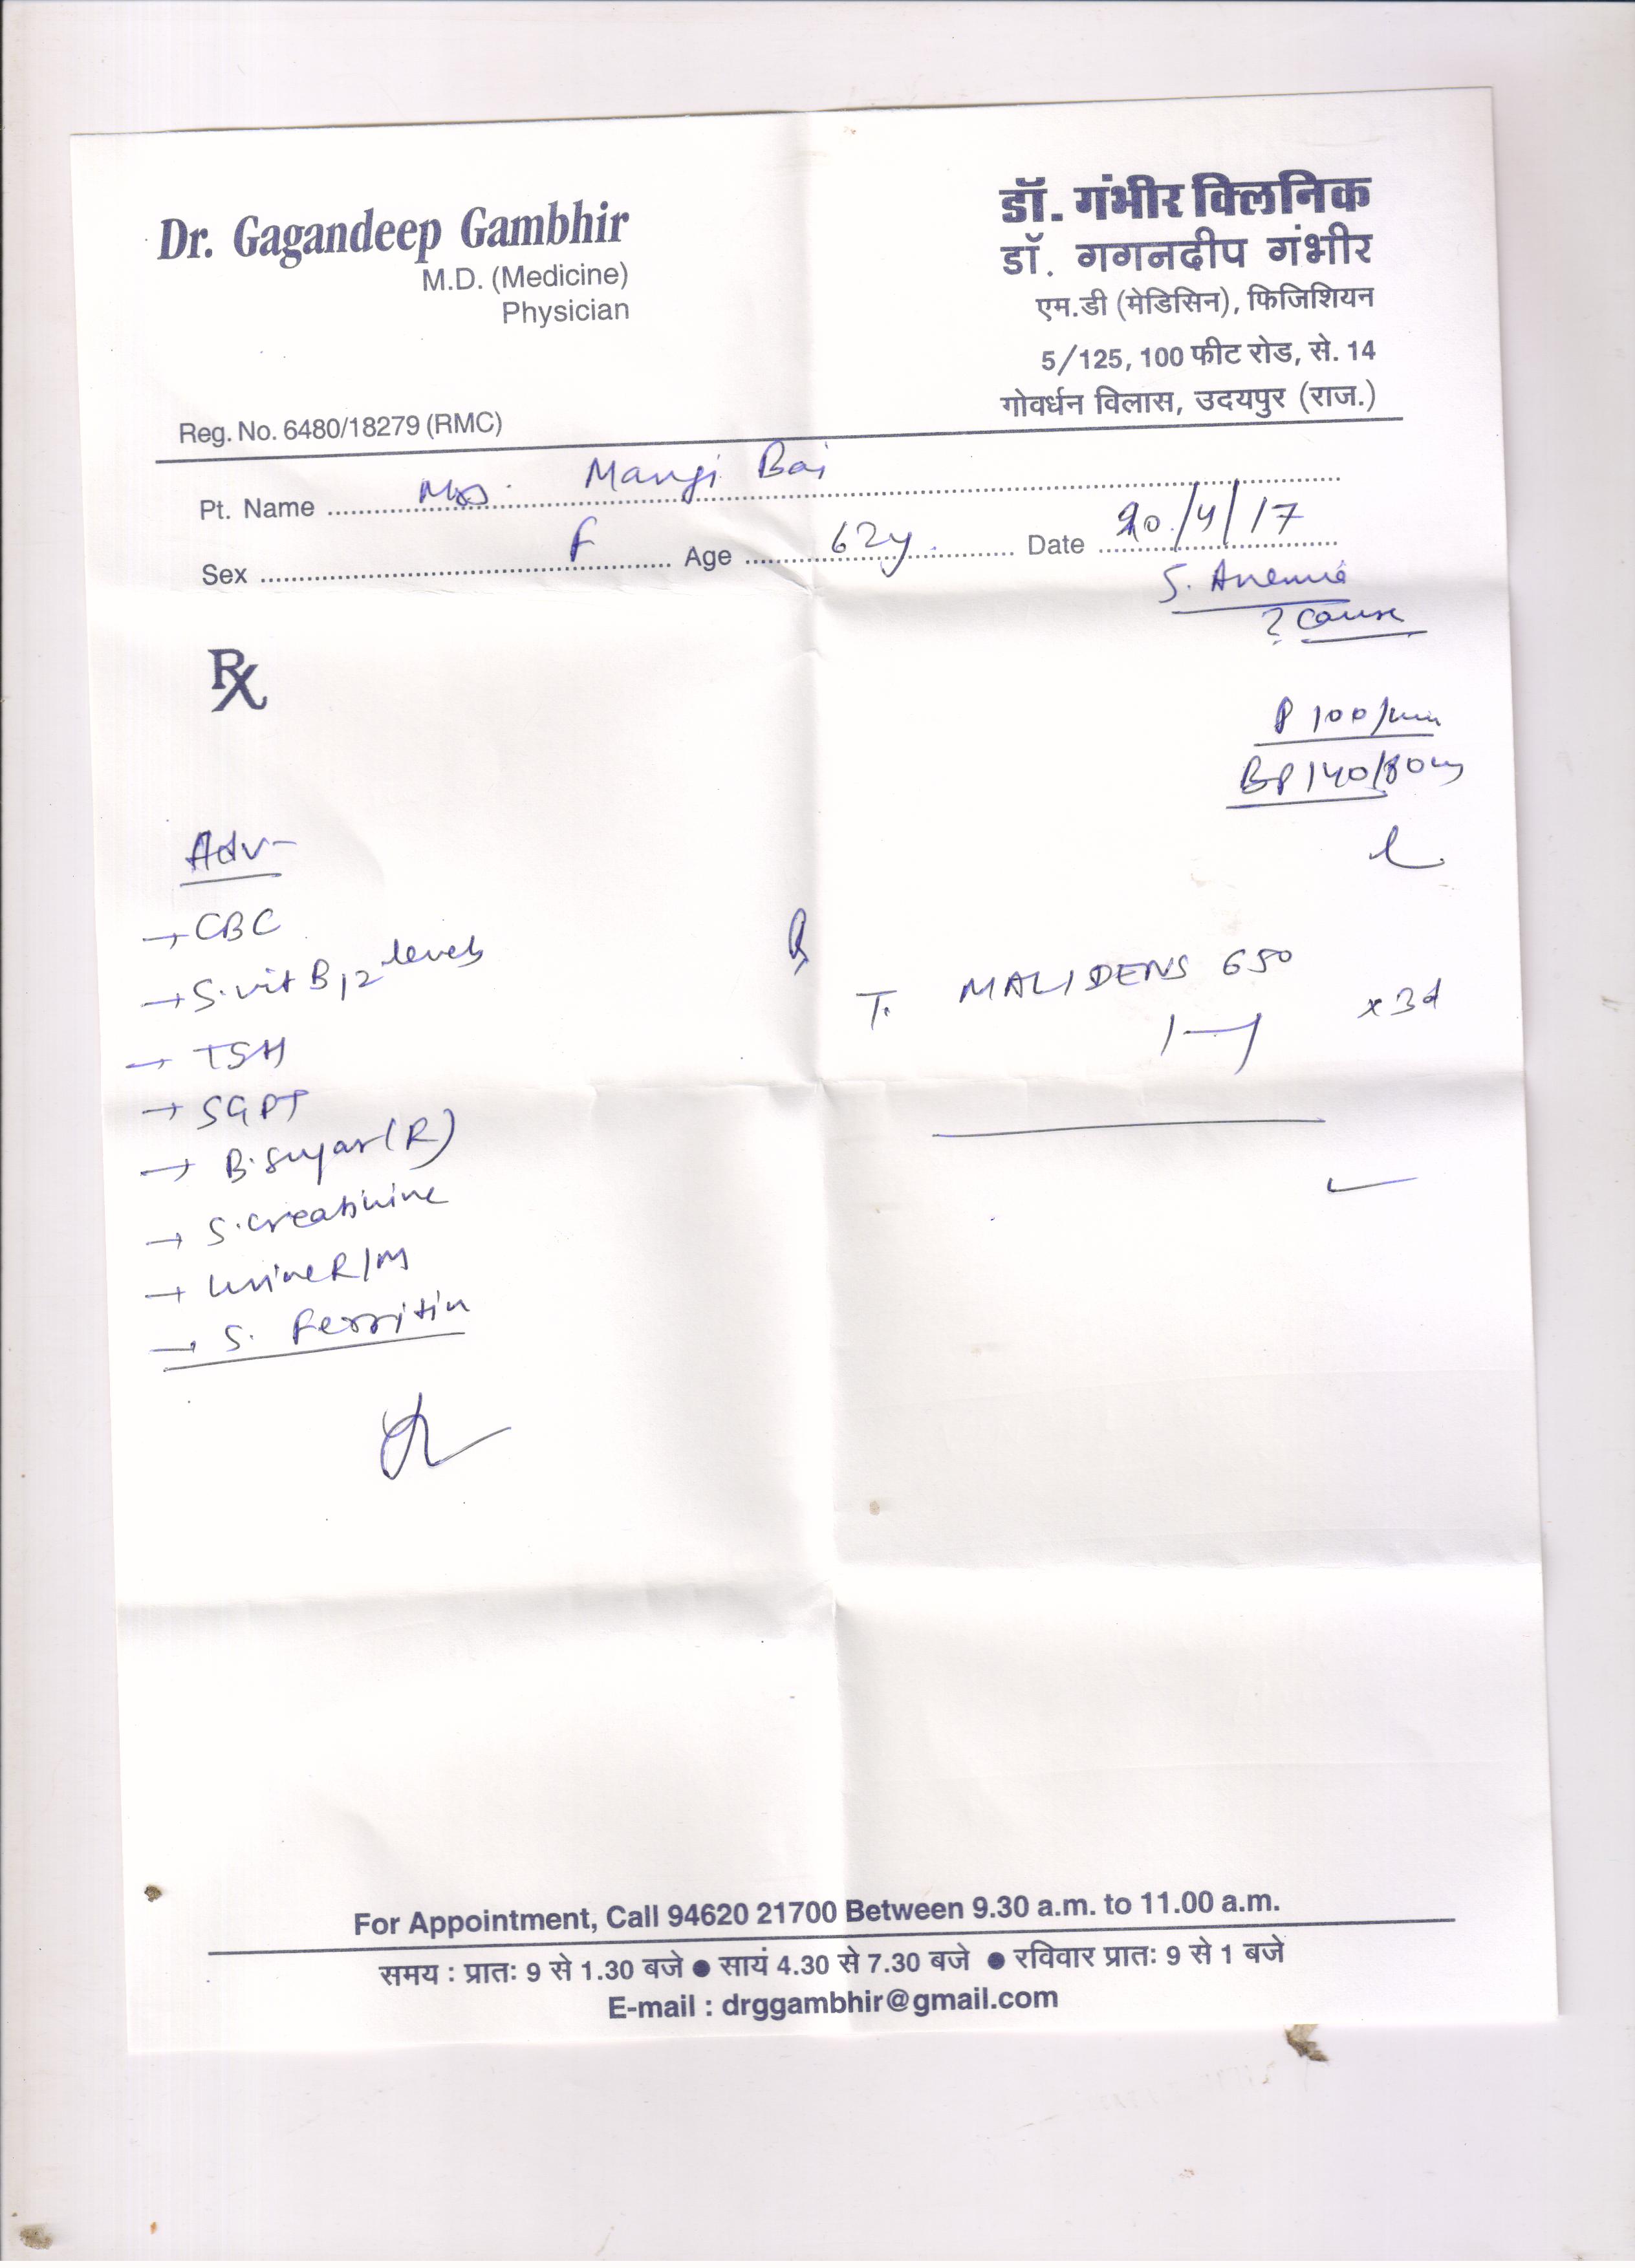 Dr. Gagandeep Gambhir
M.D. (Medicine)
Physician
Reg. No. 6480/18279 (RMC)
डॉ. गंभीर क्लिनिक
डॉ. गगनदीप गंभीर
एम.डी (मेडिसिन), फिजिशियन
5/125, 100 फीट रोड, से. 14
गोवर्धन विलास, उदयपुर (राज.)
Pt. Name Mrs. Mangi Bai
Sex F Age 62y. Date 20/4/17
S. Anemia
? Cause
Rx
P 100/min
BP 140/80
Adv-
→ CBC
→ S. vit B12 levels
→ TSH
→ SGPT
→ B. sugar (R)
→ S. creatinine
→ Urine R/M
→ S. Ferritin
T. MALIDENS 650
1—1 x 3d
For Appointment, Call 94620 21700 Between 9.30 a.m. to 11.00 a.m.
समय : प्रातः 9 से 1.30 बजे ● सायं 4.30 से 7.30 बजे ● रविवार प्रातः 9 से 1 बजे
E-mail : drggambhir@gmail.com